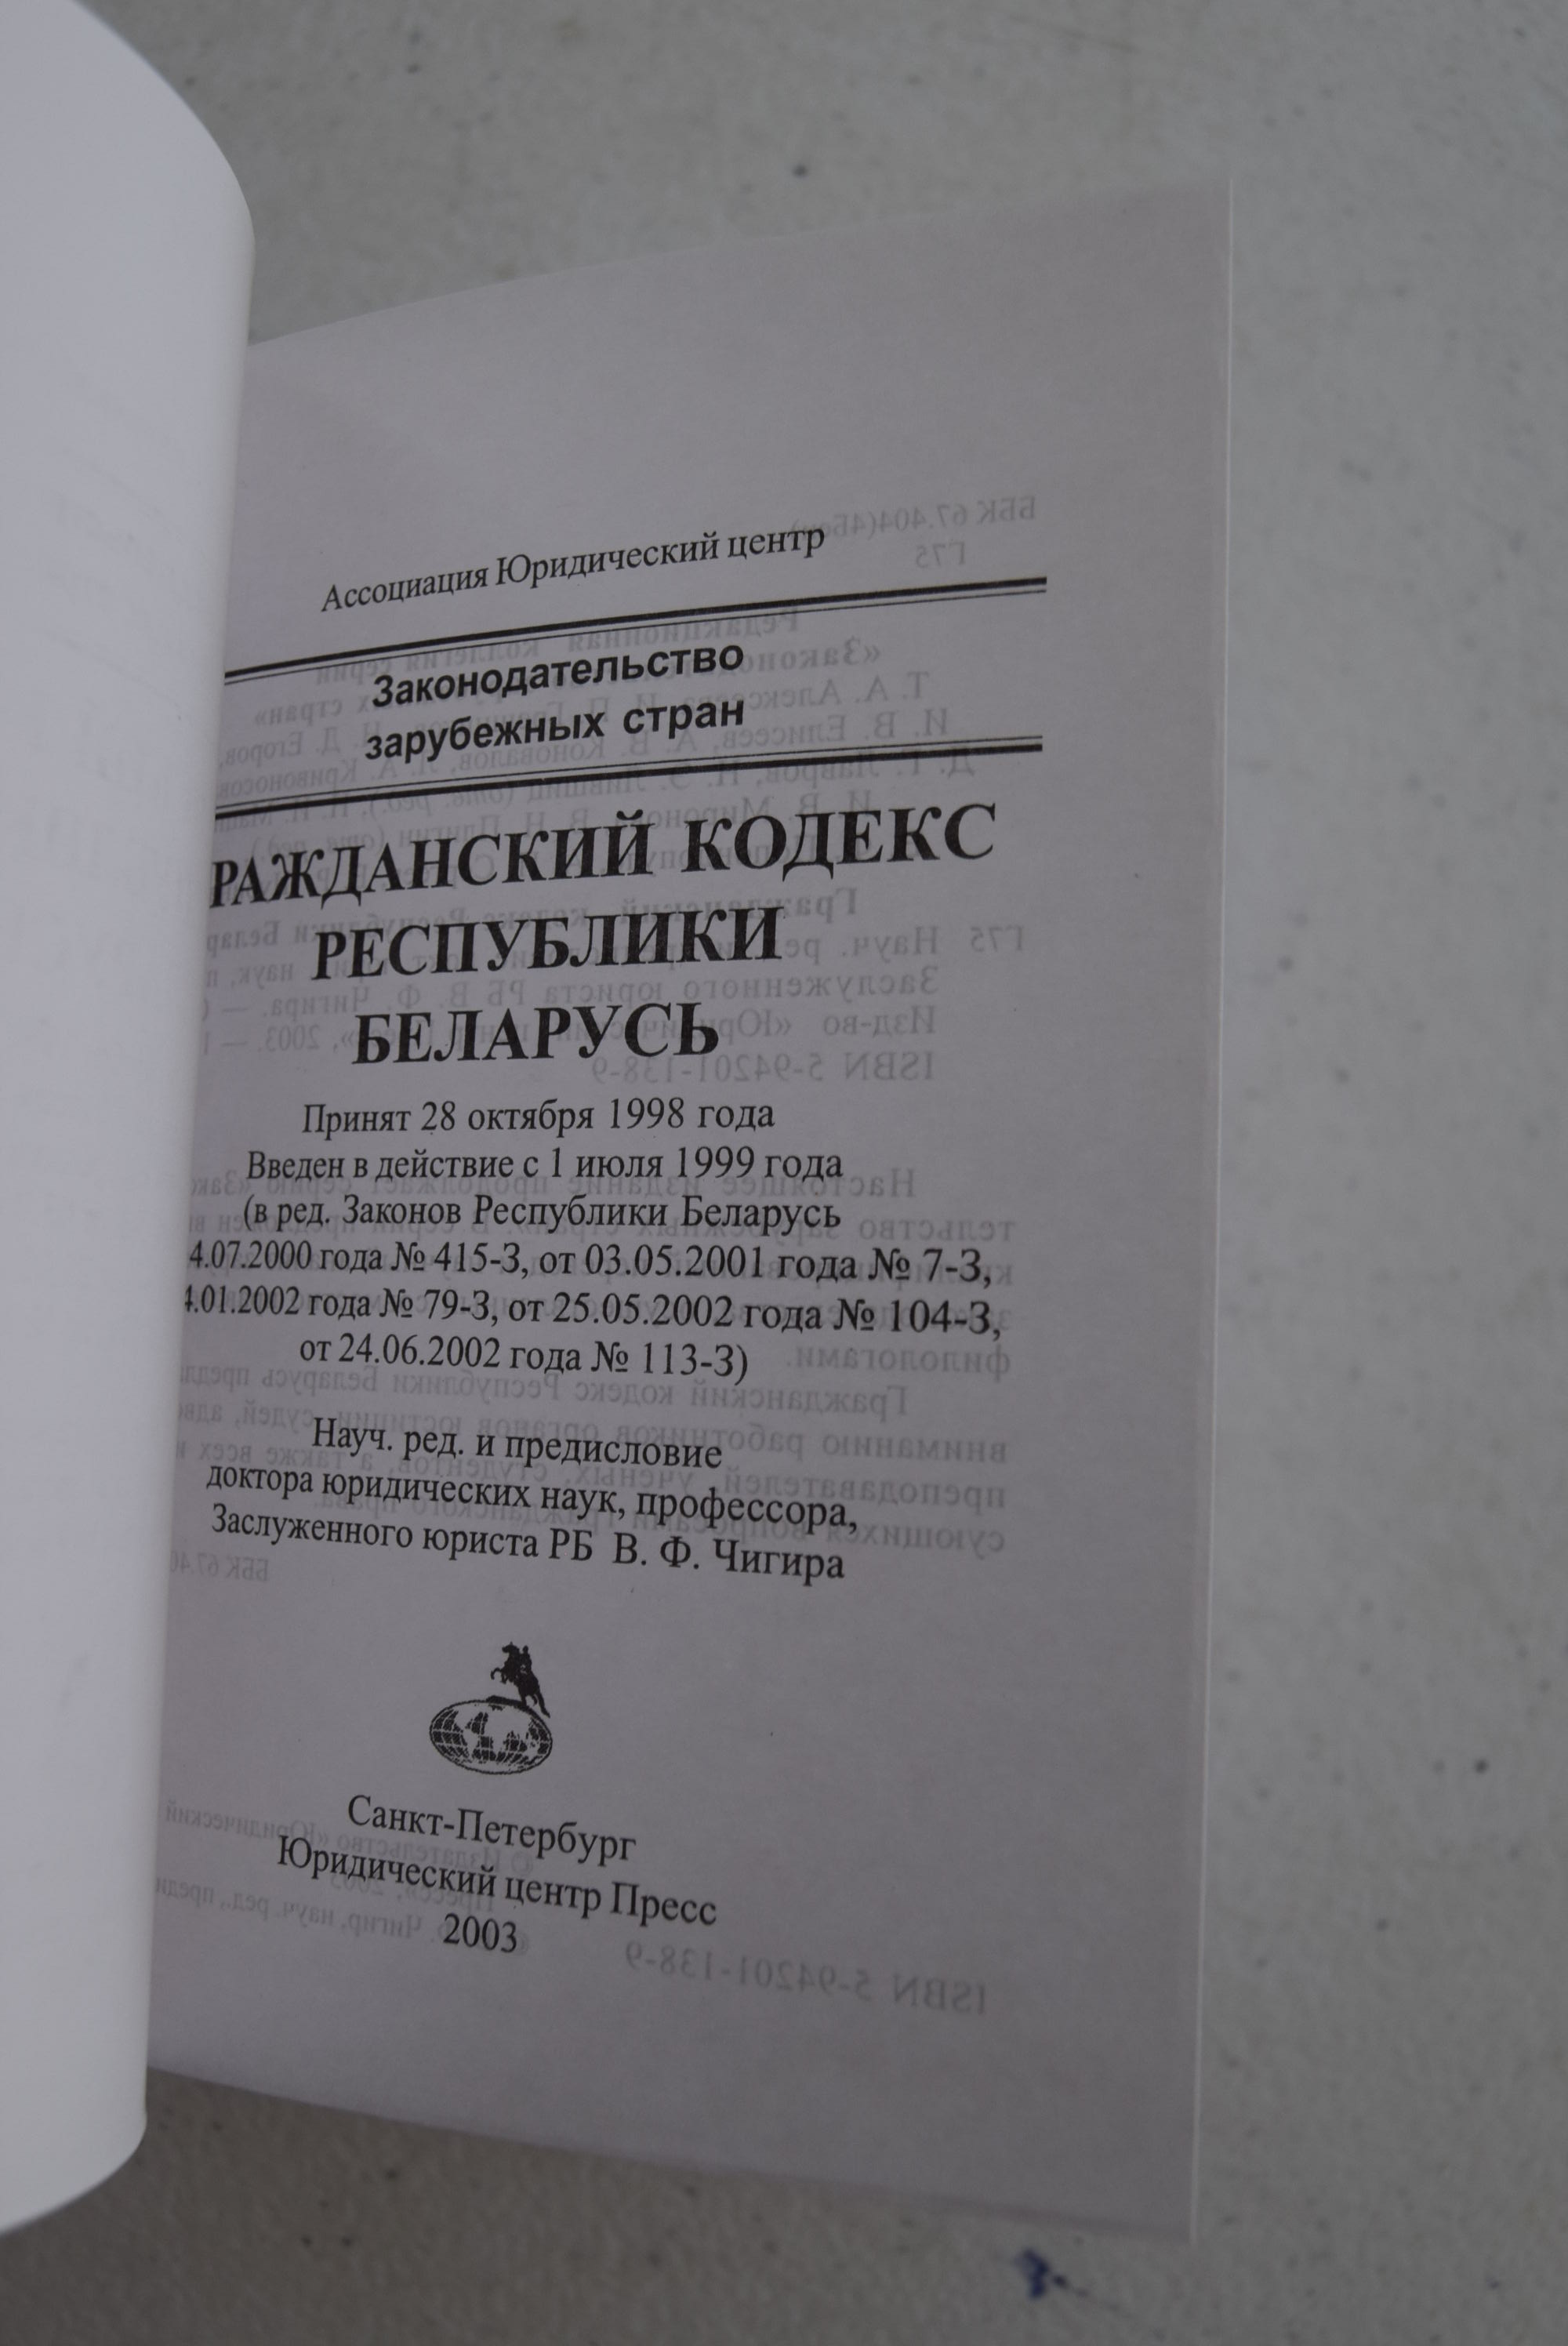 Ассоциация Юридический центр
Законодательство
зарубежных стран
РАЖДАНСКИЙ КОДЕКС
РЕСПУБЛИКИ
БЕЛАРУСЬ
Принят 28 октября 1998 года
Введен в действие с 1 июля 1999 года
(в ред. Законов Республики Беларусь
4.07.2000 года № 415-З, от 03.05.2001 года № 7-З,
4.01.2002 года № 79-З, от 25.05.2002 года № 104-З,
от 24.06.2002 года № 113-З)
Науч. ред. и предисловие
доктора юридических наук, профессора,
Заслуженного юриста РБ В. Ф. Чигира
Санкт-Петербург
Юридический центр Пресс
2003